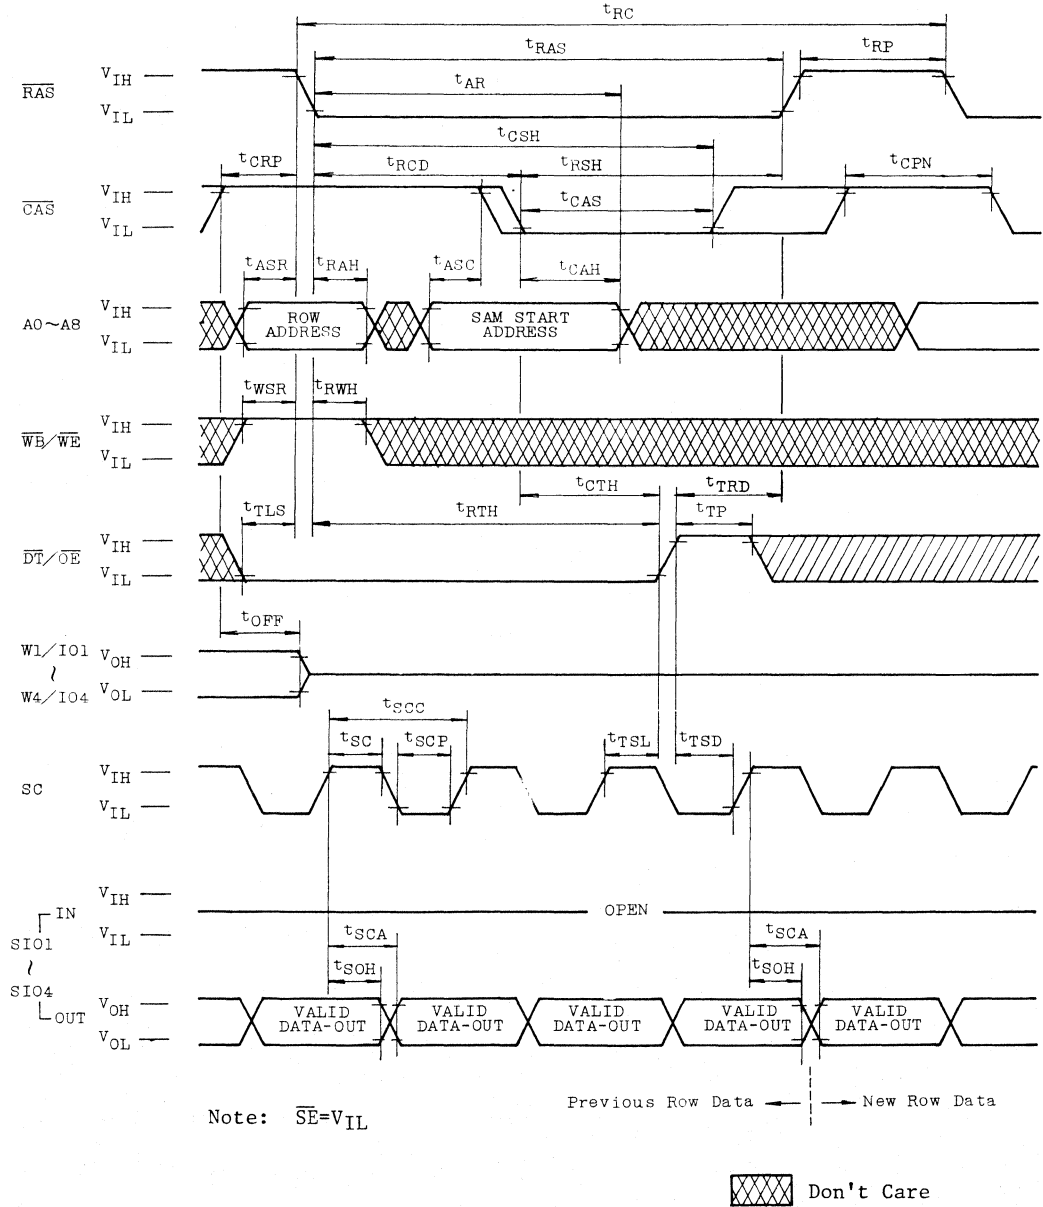 tRC
tRAS
tRP
RAS VIH
tAR
VIL
tCSH
tCRP
tRCD
tRSH
tCPN
CAS VIH
tCAS
VIL
tASR
tRAH
tASC
tCAH
A0~A8 VIH
ROW ADDRESS
SAM START ADDRESS
VIL
tWSR
tRWH
WB/WE VIH
VIL
tCTH
tTRD
tTLS
tRTH
tTP
DT/OE VIH
VIL
tOFF
W1/IO1
~
W4/IO4
VOH
VOL
tSCC
tSC
tSCP
tTSL
tTSD
SC VIH
VIL
VIH
IN
OPEN
VIL
SIO1
~
SIO4
tSCA
tSCA
tSOH
tSOH
OUT
VOH
VOL
VALID DATA-OUT
VALID DATA-OUT
VALID DATA-OUT
VALID DATA-OUT
VALID DATA-OUT
Previous Row Data
New Row Data
Note: SE=VIL
Don't Care